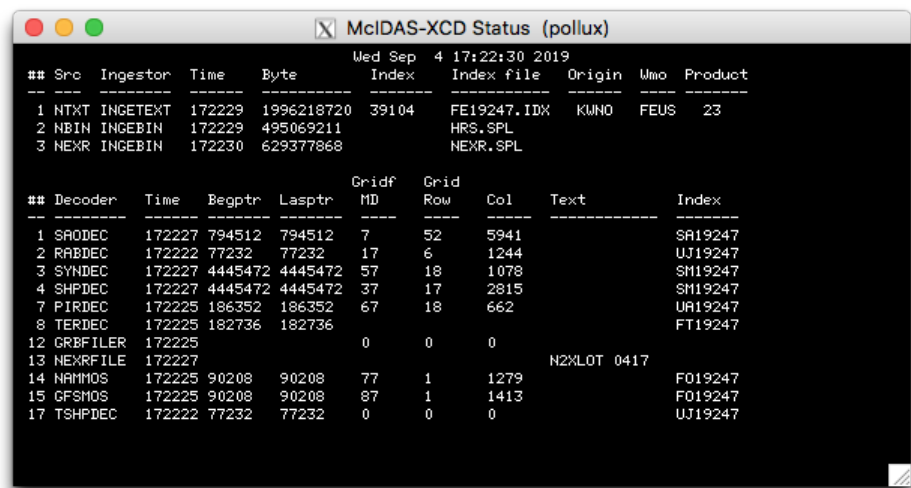 McIDAS-XCD Status (pollux)
Wed Sep 4 17:22:30 2019
## Src Ingestor Time Byte Index Index file Origin Wmo Product
-- --- -------- ------ ---------- ------- ----------- ------ ---- -------
1 NTXT INGETEXT 172229 1996218720 39104 FE19247.IDX KWNO FEUS 23
2 NBIN INGEBIN 172229 495069211 HRS.SPL
3 NEXR INGEBIN 172230 629377868 NEXR.SPL
Gridf Grid
## Decoder Time Begptr Lasptr MD Row Col Text Index
-- -------- ------ ------- ------- ---- ---- ----- ------------ -------
1 SAODEC 172227 794512 794512 7 52 5941 SA19247
2 RABDEC 172222 77232 77232 17 6 1244 UJ19247
3 SYNDEC 172227 4445472 4445472 57 18 1078 SM19247
4 SHPDEC 172227 4445472 4445472 37 17 2815 SM19247
7 PIRDEC 172225 186352 186352 67 18 662 UA19247
8 TERDEC 172225 182736 182736 FT19247
12 GRBFILER 172225 0 0 0
13 NEXRFILE 172227 N2XLOT 0417
14 NAMMOS 172225 90208 90208 77 1 1279 FO19247
15 GFSMOS 172225 90208 90208 87 1 1413 FO19247
17 TSHPDEC 172222 77232 77232 0 0 0 UJ19247